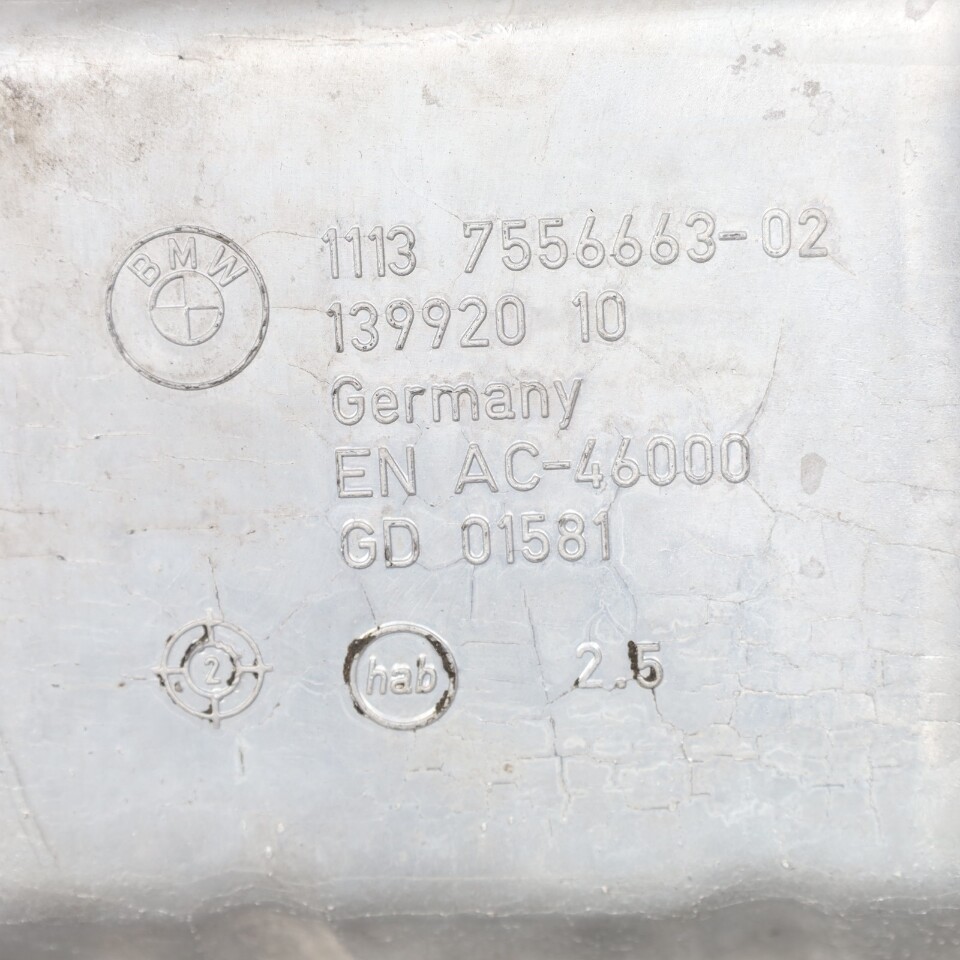 BMW
1113 7556663-02
139920 10
Germany
EN AC-46000
GD 01581
2
hab
2.5